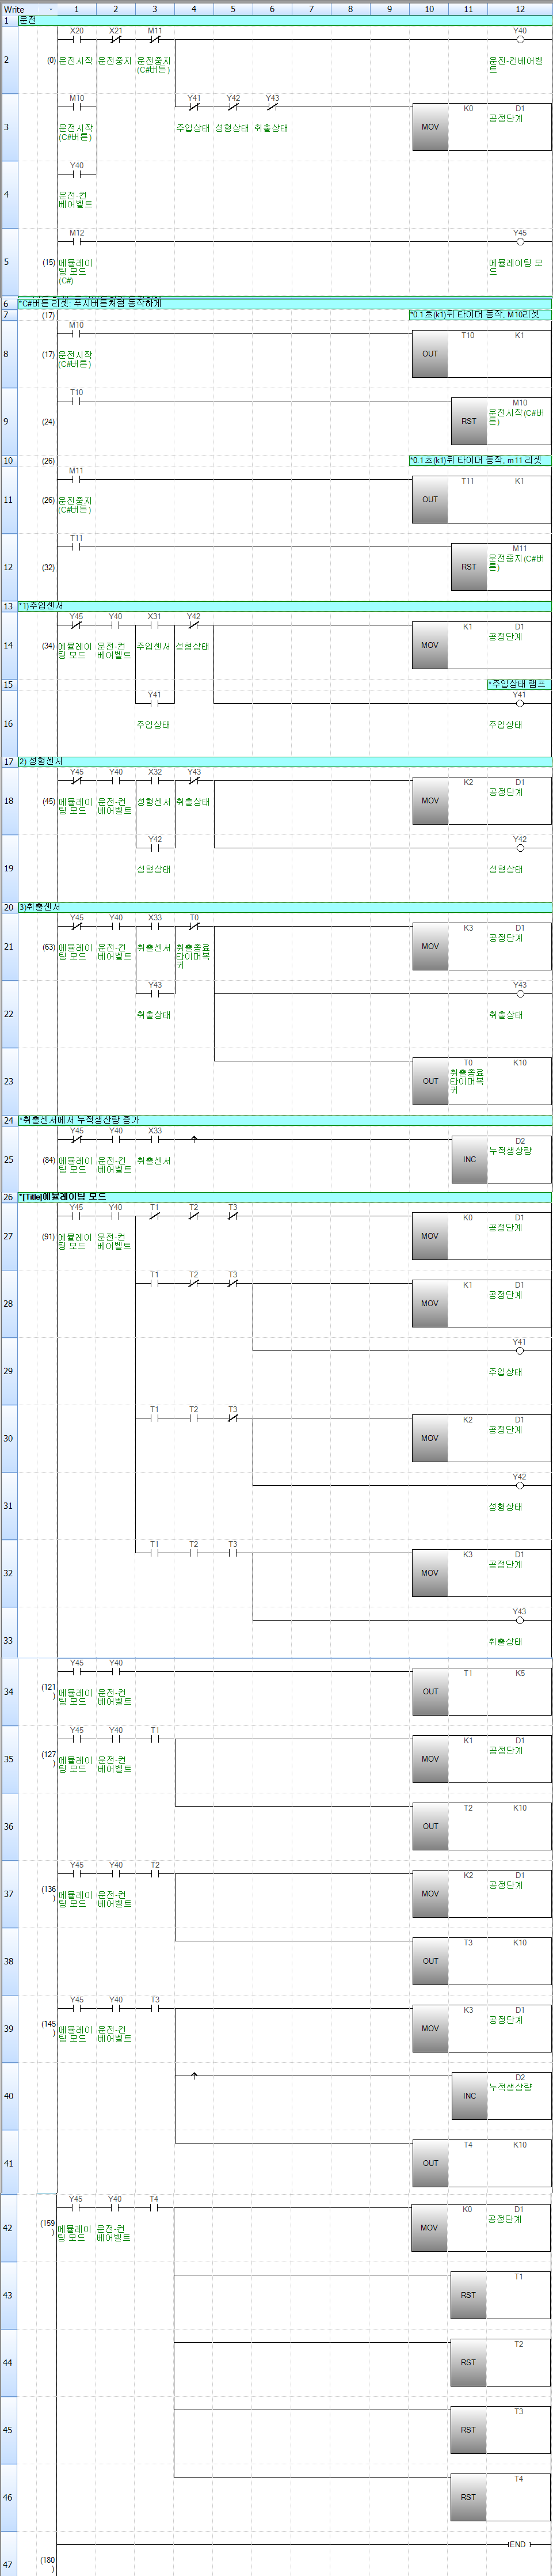 Write 1 2 3 4 5 6 7 8 9 10 11 12
1 운전
X20 X21 M11 Y40
2 (0) 운전시작 운전중지 운전중지(C#버튼) 운전-컨베어벨트
M10 Y41 Y42 Y43 K0 D1
3 운전시작(C#버튼) 주입상태 성형상태 취출상태 MOV 공정단계
Y40
4 운전-컨베어벨트
M12 Y45
5 (15) 에뮬레이팅 모드(C#) 에뮬레이팅 모드
6 *C#버튼 리셋: 푸시버튼처럼 동작하게
7 (17) *0.1초(k1)뒤 타이머 동작, M10리셋
M10 T10 K1
8 (17) 운전시작(C#버튼) OUT
T10 M10
9 (24) RST 운전시작(C#버튼)
10 (26) *0.1초(k1)뒤 타이머 동작, m11 리셋
M11 T11 K1
11 (26) 운전중지(C#버튼) OUT
T11 M11
12 (32) RST 운전중지(C#버튼)
13 *1)주입센서
Y45 Y40 X31 Y42 K1 D1
14 (34) 에뮬레이팅 모드 운전-컨베어벨트 주입센서 성형상태 MOV 공정단계
15 *주입상태 램프
Y41 Y41
16 주입상태 주입상태
17 2) 성형센서
Y45 Y40 X32 Y43 K2 D1
18 (45) 에뮬레이팅 모드 운전-컨베어벨트 성형센서 취출상태 MOV 공정단계
Y42 Y42
19 성형상태 성형상태
20 3)취출센서
Y45 Y40 X33 T0 K3 D1
21 (63) 에뮬레이팅 모드 운전-컨베어벨트 취출센서 취출종료타이머복귀 MOV 공정단계
Y43 Y43
22 취출상태 취출상태
T0 K10
23 OUT 취출종료타이머복귀
24 *취출센서에서 누적생산량 증가
Y45 Y40 X33 D2
25 (84) 에뮬레이팅 모드 운전-컨베어벨트 취출센서 INC 누적생상량
26 *[Title]에뮬레이팅 모드
Y45 Y40 T1 T2 T3 K0 D1
27 (91) 에뮬레이팅 모드 운전-컨베어벨트 MOV 공정단계
T1 T2 T3 K1 D1
28 MOV 공정단계
Y41
29 주입상태
T1 T2 T3 K2 D1
30 MOV 공정단계
Y42
31 성형상태
T1 T2 T3 K3 D1
32 MOV 공정단계
Y43
33 취출상태
Y45 Y40 T1 K5
34 (121) 에뮬레이팅 모드 운전-컨베어벨트 OUT
Y45 Y40 T1 K1 D1
35 (127) 에뮬레이팅 모드 운전-컨베어벨트 MOV 공정단계
T2 K10
36 OUT
Y45 Y40 T2 K2 D1
37 (136) 에뮬레이팅 모드 운전-컨베어벨트 MOV 공정단계
T3 K10
38 OUT
Y45 Y40 T3 K3 D1
39 (145) 에뮬레이팅 모드 운전-컨베어벨트 MOV 공정단계
D2
40 INC 누적생상량
T4 K10
41 OUT
Y45 Y40 T4 K0 D1
42 (159) 에뮬레이팅 모드 운전-컨베어벨트 MOV 공정단계
T1
43 RST
T2
44 RST
T3
45 RST
T4
46 RST
END
47 (180)